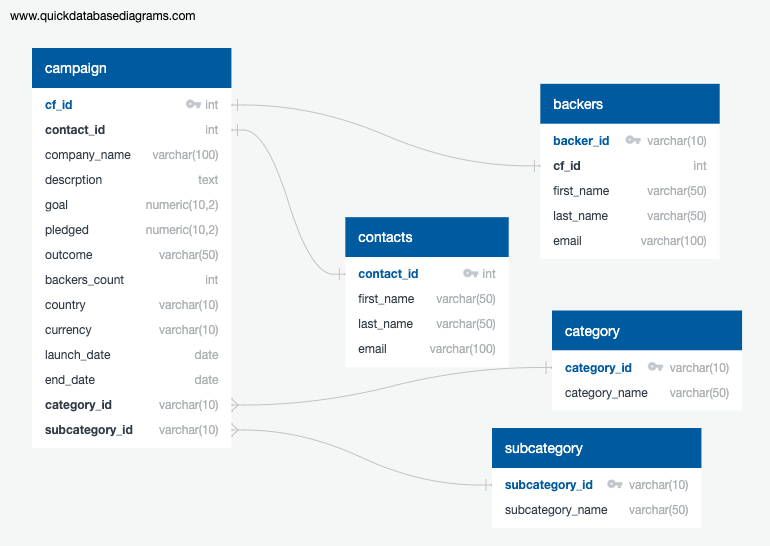 www.quickdatabasediagrams.com
campaign
cf_id int
contact_id int
company_name varchar(100)
descrption text
goal numeric(10,2)
pledged numeric(10,2)
outcome varchar(50)
backers_count int
country varchar(10)
currency varchar(10)
launch_date date
end_date date
category_id varchar(10)
subcategory_id varchar(10)
backers
backer_id varchar(10)
cf_id int
first_name varchar(50)
last_name varchar(50)
email varchar(100)
contacts
contact_id int
first_name varchar(50)
last_name varchar(50)
email varchar(100)
category
category_id varchar(10)
category_name varchar(50)
subcategory
subcategory_id varchar(10)
subcategory_name varchar(50)